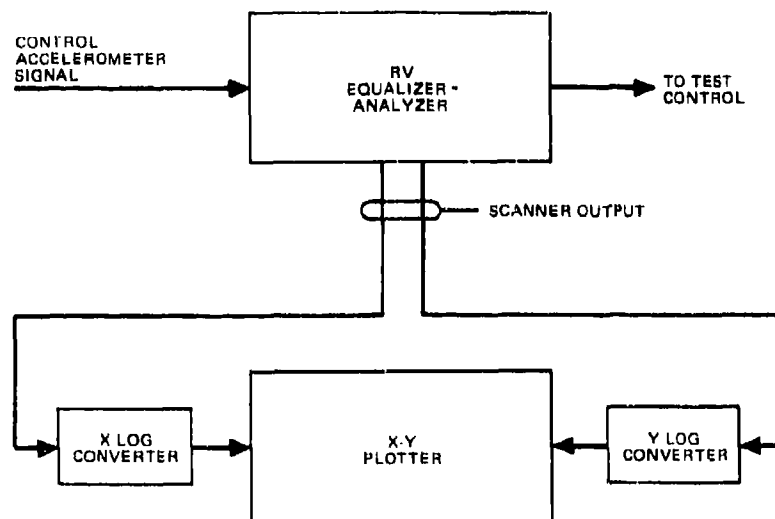 CONTROL
ACCELEROMETER
SIGNAL
RV
EQUALIZER -
ANALYZER
TO TEST
CONTROL
SCANNER OUTPUT
X LOG
CONVERTER
X-Y
PLOTTER
Y LOG
CONVERTER